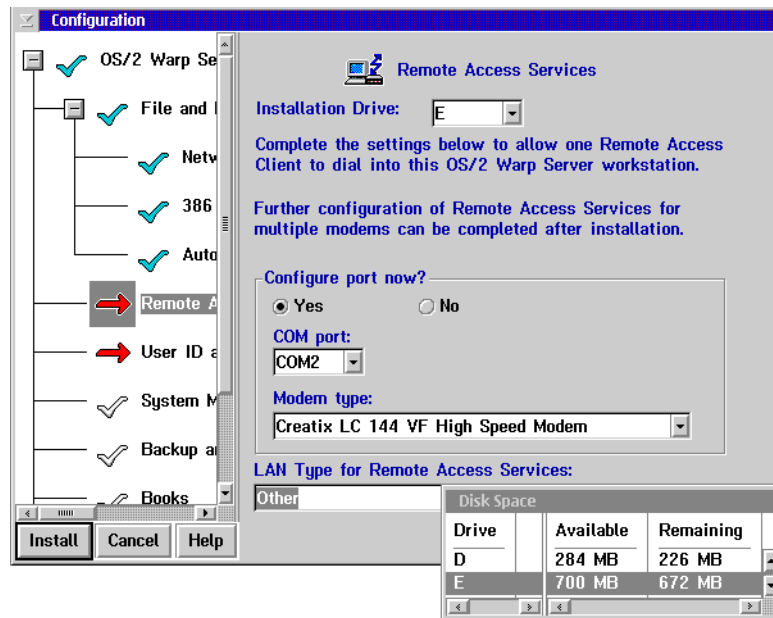 Configuration
OS/2 Warp Se
File and
Netw
386
Auto
Remote A
User ID a
System M
Backup a
Books
Install
Cancel
Help
Remote Access Services
Installation Drive:
E
Complete the settings below to allow one Remote Access
Client to dial into this OS/2 Warp Server workstation.
Further configuration of Remote Access Services for
multiple modems can be completed after installation.
Configure port now?
Yes
No
COM port:
COM2
Modem type:
Creatix LC 144 VF High Speed Modem
LAN Type for Remote Access Services:
Other
Disk Space
Drive Available Remaining
D 284 MB 226 MB
E 700 MB 672 MB